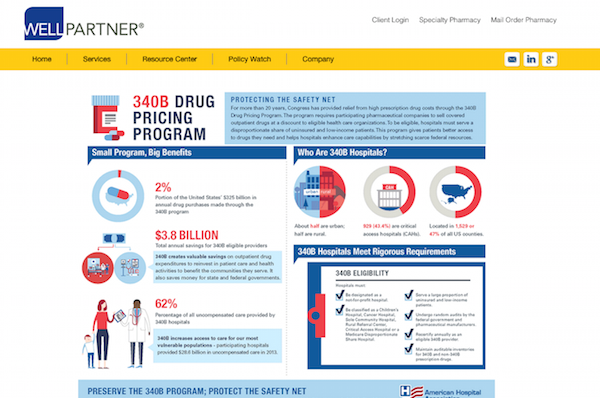 WELLPARTNER®
Client Login Specialty Pharmacy Mail Order Pharmacy
Home Services Resource Center Policy Watch Company
340B DRUG
PRICING
PROGRAM
PROTECTING THE SAFETY NET
For more than 20 years, Congress has provided relief from high prescription drug costs through the 340B
Drug Pricing Program. The program requires participating pharmaceutical companies to sell covered
outpatient drugs at a discount to eligible health care organizations. To be eligible, hospitals must serve a
disproportionate share of uninsured and low-income patients. This program gives patients better access
to drugs they need and helps hospitals enhance care capabilities by stretching scarce federal resources.
Small Program, Big Benefits
2%
Portion of the United States' $325 billion in
annual drug purchases made through the
340B program
$3.8 BILLION
Total annual savings for 340B eligible providers
340B creates valuable savings on outpatient drug
expenditures to reinvest in patient care and health
activities to benefit the communities they serve. It
also saves money for state and federal governments.
62%
Percentage of all uncompensated care provided by
340B hospitals
340B increases access to care for our most
vulnerable populations - participating hospitals
provided $28.6 billion in uncompensated care in 2013.
Who Are 340B Hospitals?
urban rural
CAH
About half are urban;
half are rural.
929 (43.4%) are critical
access hospitals (CAHs).
Located in 1,529 or
47% of all US counties.
340B Hospitals Meet Rigorous Requirements
340B ELIGIBILITY
Hospitals must:
Be designated as a
not-for-profit hospital.
Be classified as a Children's
Hospital, Cancer Hospital,
Sole Community Hospital,
Rural Referral Center,
Critical Access Hospital or a
Medicare Disproportionate
Share Hospital.
Serve a large proportion of
uninsured and low-income
patients.
Undergo random audits by the
federal government and
pharmaceutical manufacturers.
Recertify annually as an
eligible 340B provider.
Maintain auditable inventories
for 340B and non-340B
prescription drugs.
PRESERVE THE 340B PROGRAM; PROTECT THE SAFETY NET
American Hospital